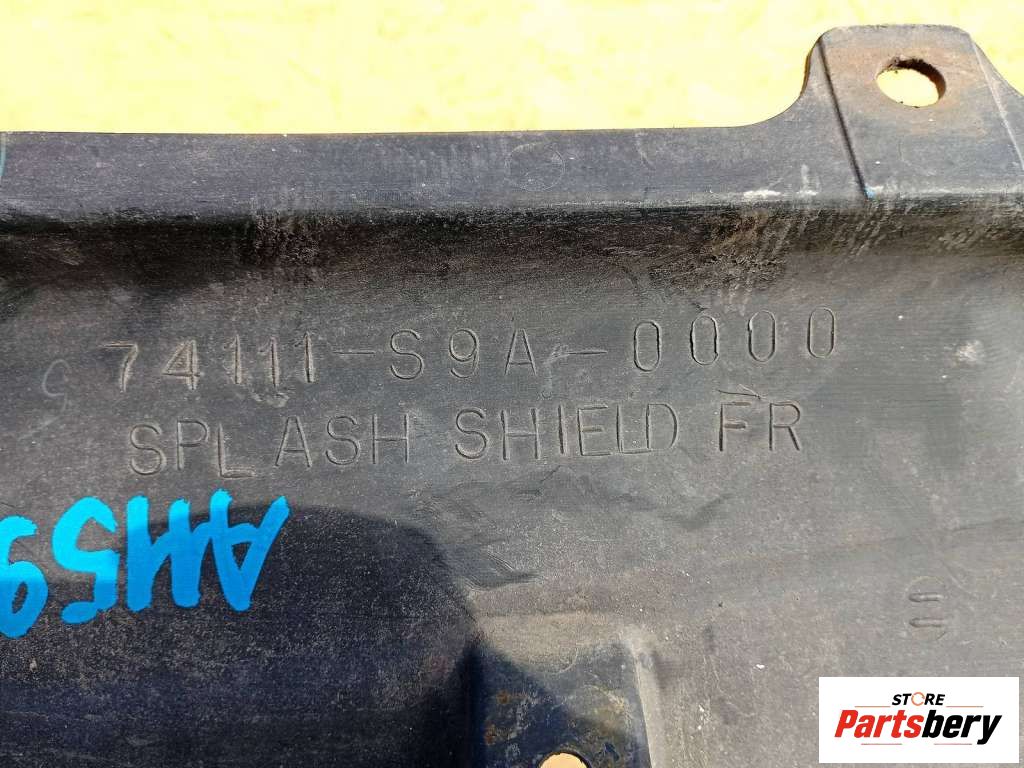 74111-S9A-0000
SPLASH SHIELD FR
STORE
Partsbery